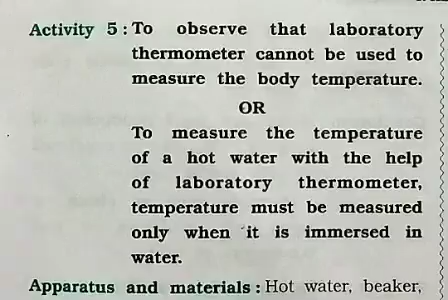 Activity 5 : To observe that laboratory
thermometer cannot be used to
measure the body temperature.
OR
To measure the temperature
of a hot water with the help
of laboratory thermometer,
temperature must be measured
only when it is immersed in
water.
Apparatus and materials : Hot water, beaker,